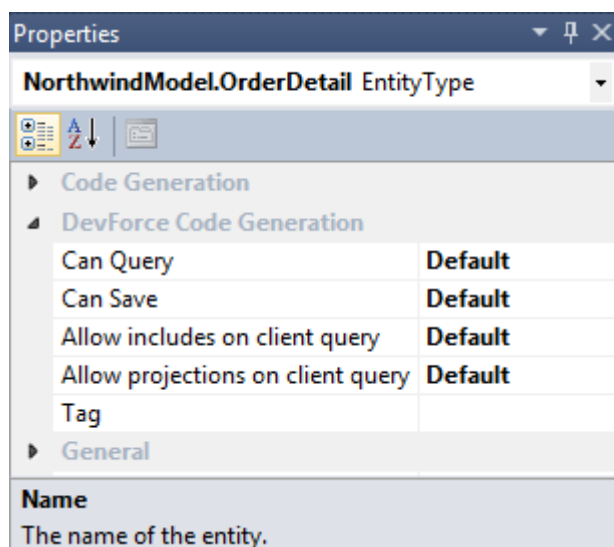 Properties
NorthwindModel.OrderDetail EntityType
A
Z
Code Generation
DevForce Code Generation
Can Query Default
Can Save Default
Allow includes on client query Default
Allow projections on client query Default
Tag
General
Name
The name of the entity.